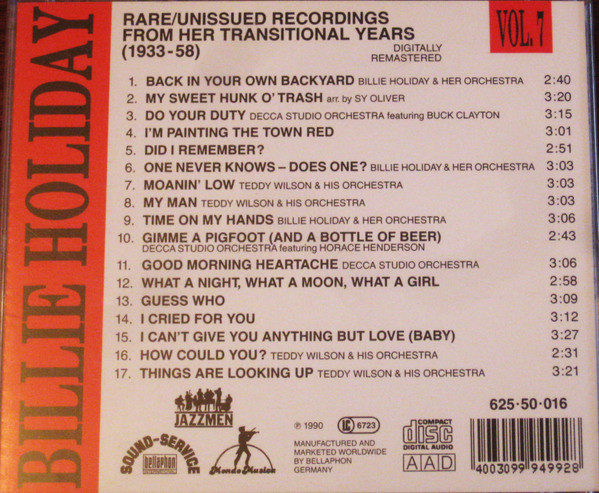 BILLIE HOLIDAY
RARE/UNISSUED RECORDINGS
FROM HER TRANSITIONAL YEARS
(1933-58)
DIGITALLY
REMASTERED
VOL. 7
1. BACK IN YOUR OWN BACKYARD BILLIE HOLIDAY & HER ORCHESTRA 2:40
2. MY SWEET HUNK O' TRASH arr. by SY OLIVER 3:20
3. DO YOUR DUTY DECCA STUDIO ORCHESTRA featuring BUCK CLAYTON 3:15
4. I'M PAINTING THE TOWN RED 3:01
5. DID I REMEMBER? 2:51
6. ONE NEVER KNOWS – DOES ONE? BILLIE HOLIDAY & HER ORCHESTRA 3:03
7. MOANIN' LOW TEDDY WILSON & HIS ORCHESTRA 3:03
8. MY MAN TEDDY WILSON & HIS ORCHESTRA 3:03
9. TIME ON MY HANDS BILLIE HOLIDAY & HER ORCHESTRA 3:06
10. GIMME A PIGFOOT (AND A BOTTLE OF BEER) 2:43
DECCA STUDIO ORCHESTRA featuring HORACE HENDERSON
11. GOOD MORNING HEARTACHE DECCA STUDIO ORCHESTRA 3:06
12. WHAT A NIGHT, WHAT A MOON, WHAT A GIRL 2:58
13. GUESS WHO 3:09
14. I CRIED FOR YOU 3:12
15. I CAN'T GIVE YOU ANYTHING BUT LOVE (BABY) 3:27
16. HOW COULD YOU? TEDDY WILSON & HIS ORCHESTRA 2:31
17. THINGS ARE LOOKING UP TEDDY WILSON & HIS ORCHESTRA 3:21
JAZZMEN
SOUND-SERVICE
bellaphon
Mondo Musica
℗ 1990
LC 6723
MANUFACTURED AND
MARKETED WORLDWIDE
BY BELLAPHON
GERMANY
COMPACT
disc
DIGITAL AUDIO
AAD
625·50·016
4003099 949928